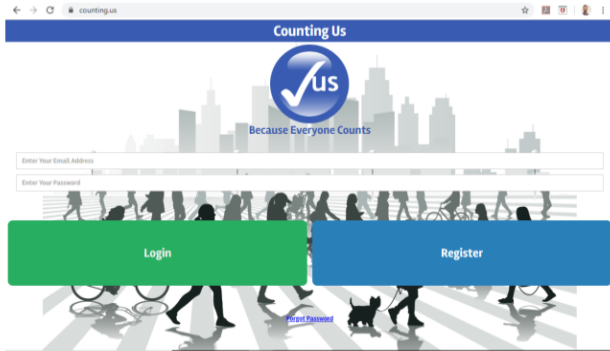 counting.us
Counting Us
us
Because Everyone Counts
Enter Your Email Address
Enter Your Password
Login
Register
Forgot Password